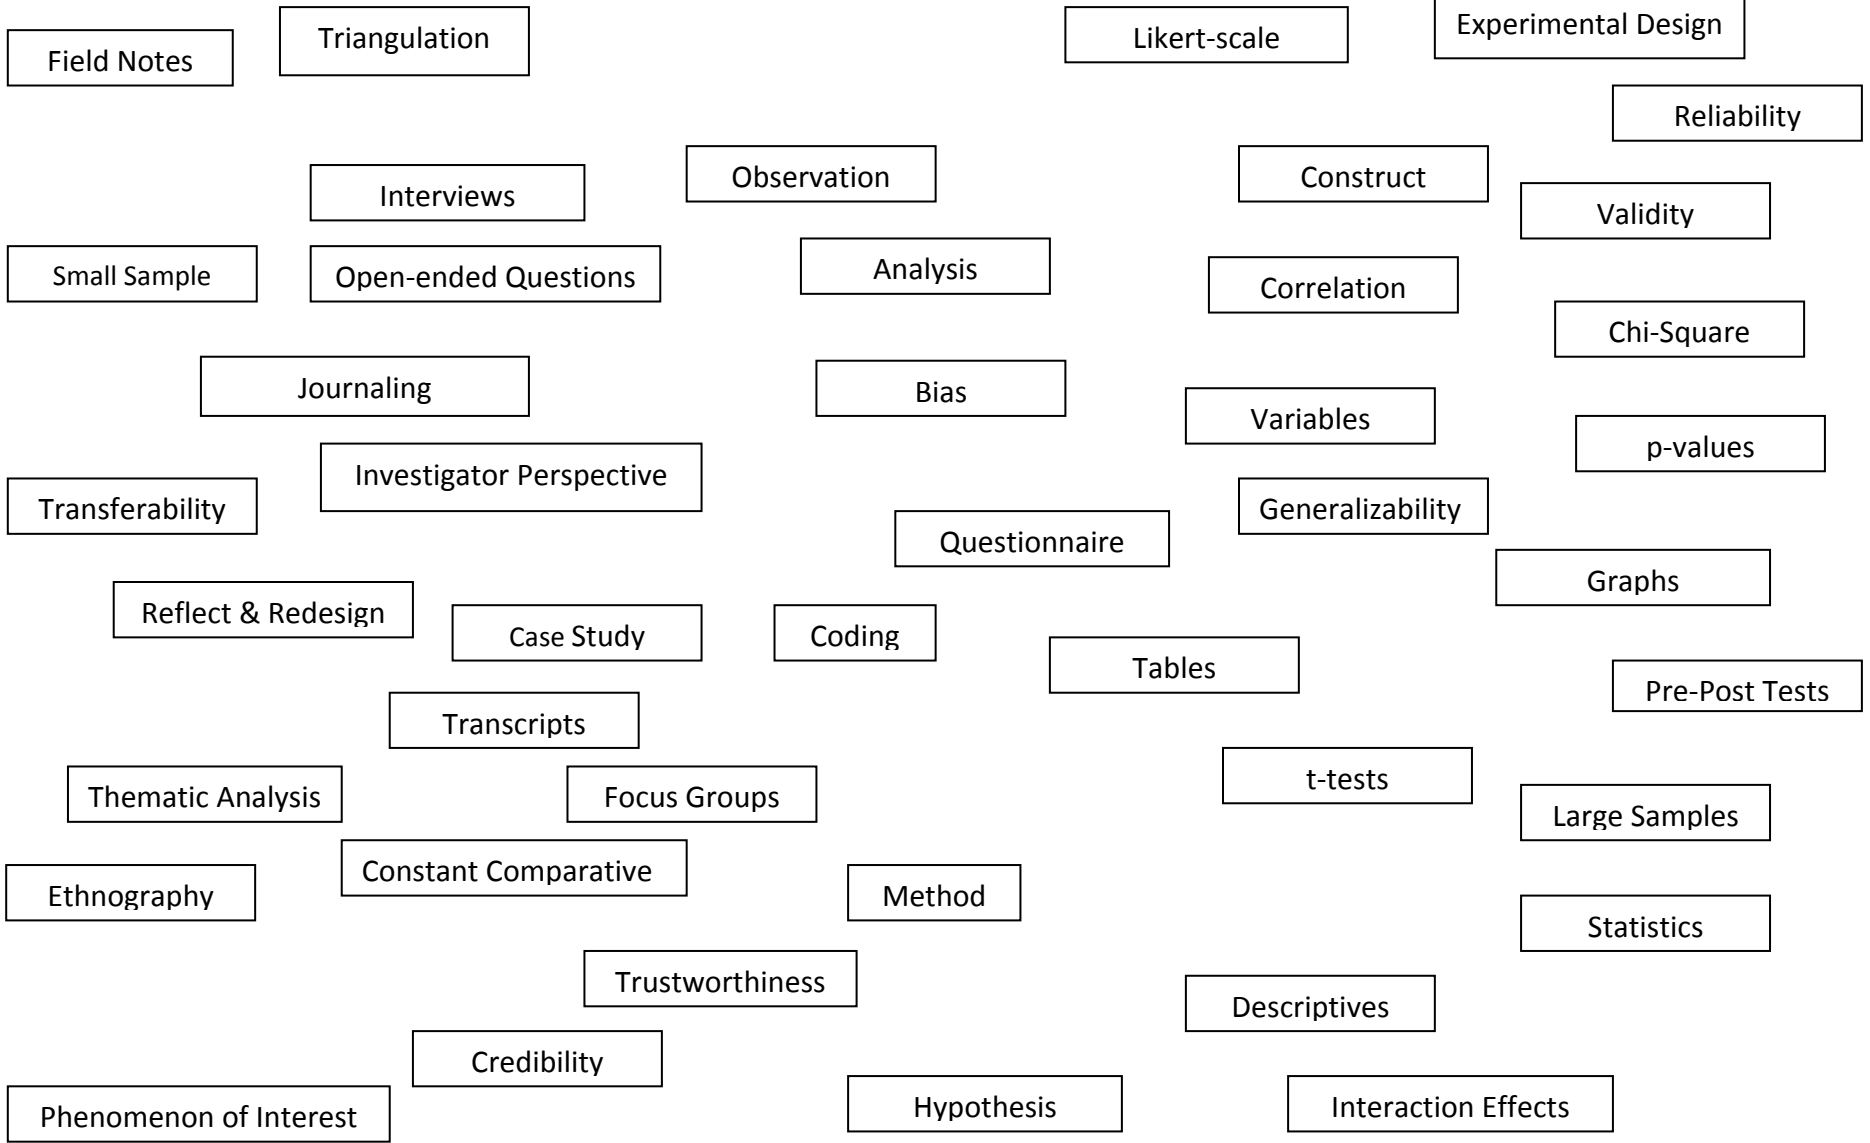 Field Notes
Triangulation
Likert-scale
Experimental Design
Reliability
Interviews
Observation
Construct
Validity
Small Sample
Open-ended Questions
Analysis
Correlation
Chi-Square
Journaling
Bias
Variables
p-values
Investigator Perspective
Transferability
Generalizability
Questionnaire
Graphs
Reflect & Redesign
Case Study
Coding
Tables
Pre-Post Tests
Transcripts
t-tests
Thematic Analysis
Focus Groups
Large Samples
Constant Comparative
Ethnography
Method
Statistics
Trustworthiness
Descriptives
Credibility
Phenomenon of Interest
Hypothesis
Interaction Effects